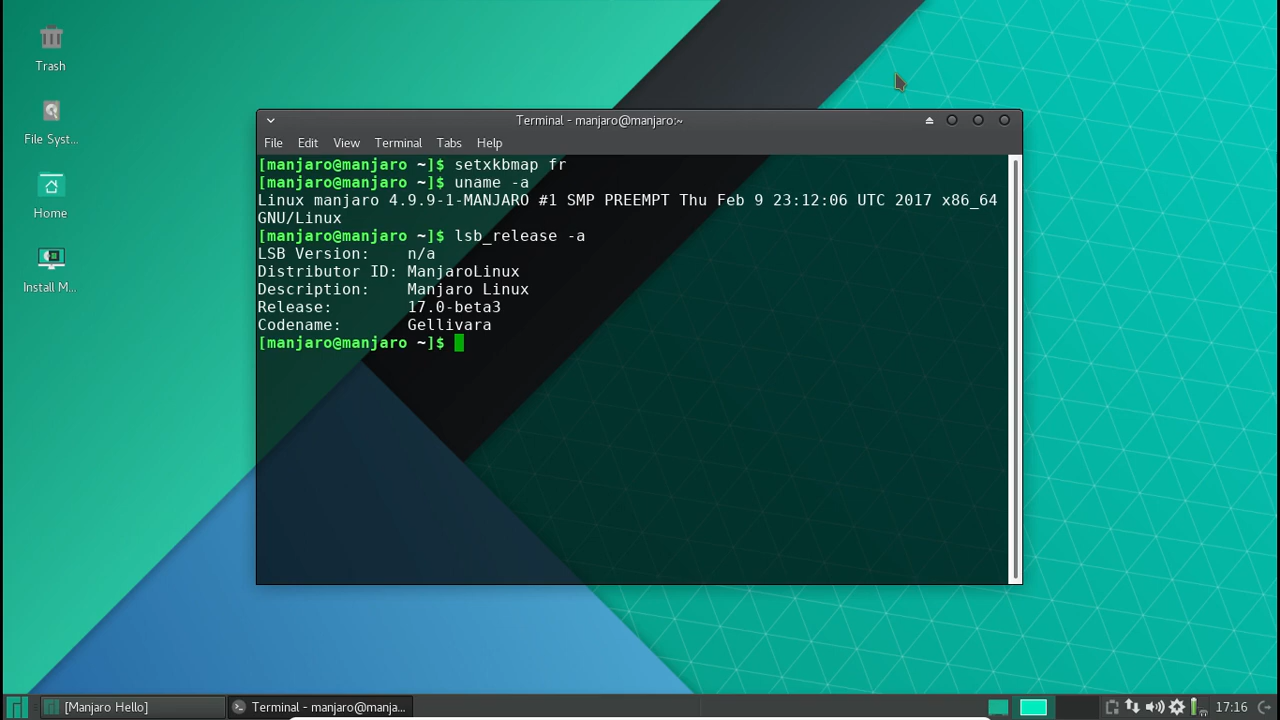 Trash
File Syst...
Home
Install M...
Terminal - manjaro@manjaro:~
File Edit View Terminal Tabs Help
[manjaro@manjaro ~]$ setxkbmap fr
[manjaro@manjaro ~]$ uname -a
Linux manjaro 4.9.9-1-MANJARO #1 SMP PREEMPT Thu Feb 9 23:12:06 UTC 2017 x86_64
GNU/Linux
[manjaro@manjaro ~]$ lsb_release -a
LSB Version:    n/a
Distributor ID: ManjaroLinux
Description:    Manjaro Linux
Release:        17.0-beta3
Codename:       Gellivara
[manjaro@manjaro ~]$
[Manjaro Hello] Terminal - manjaro@manja... 17:16